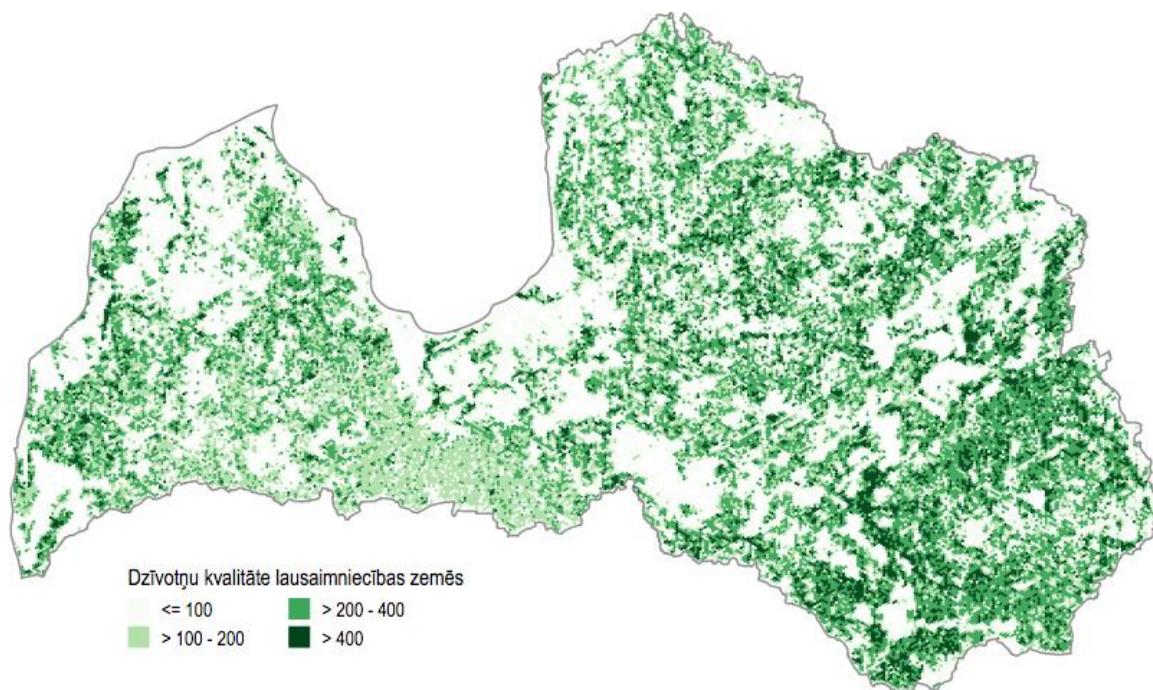 Dzīvotņu kvalitāte lausaimniecības zemēs
<= 100
> 200 - 400
> 100 - 200
> 400